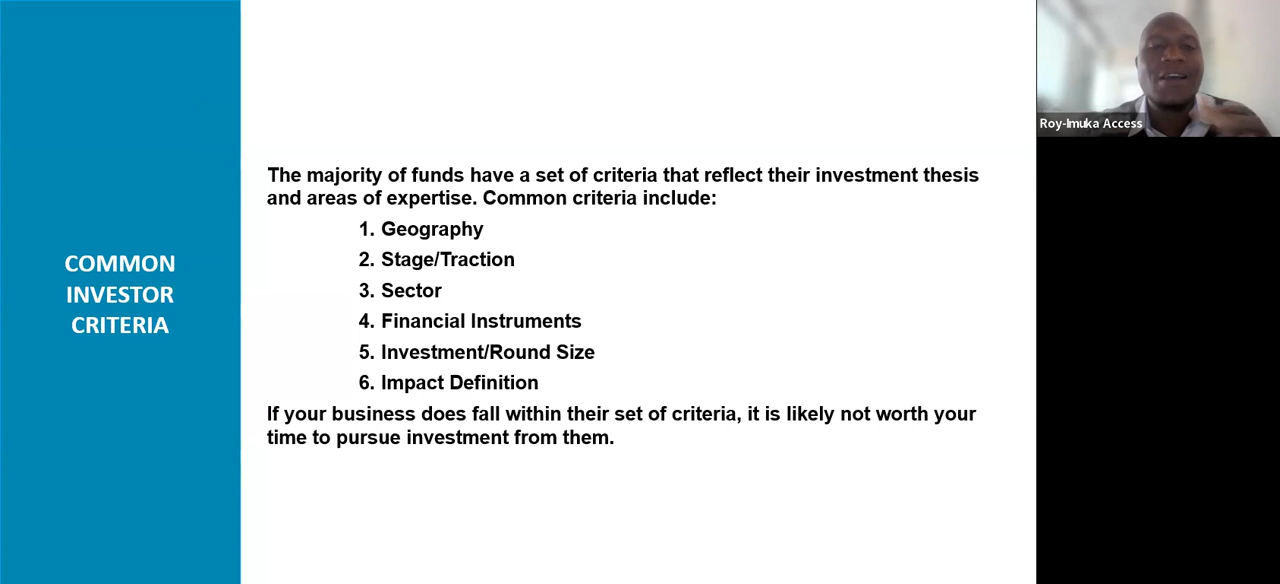 COMMON
INVESTOR
CRITERIA
The majority of funds have a set of criteria that reflect their investment thesis
and areas of expertise. Common criteria include:
1. Geography
2. Stage/Traction
3. Sector
4. Financial Instruments
5. Investment/Round Size
6. Impact Definition
If your business does fall within their set of criteria, it is likely not worth your
time to pursue investment from them.
Roy-Imuka Access